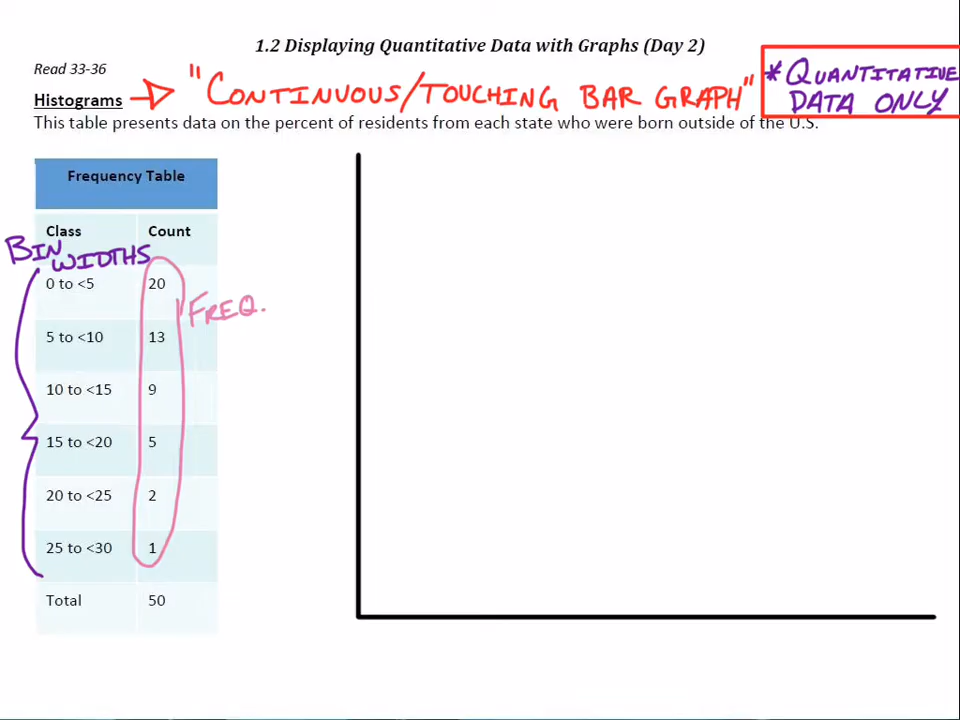 1.2 Displaying Quantitative Data with Graphs (Day 2)
Read 33-36
Histograms "CONTINUOUS/TOUCHING BAR GRAPH"
*QUANTITATIVE
DATA ONLY
This table presents data on the percent of residents from each state who were born outside of the U.S.
Frequency Table
Class Count
BIN WIDTHS
0 to <5 20
FREQ.
5 to <10 13
10 to <15 9
15 to <20 5
20 to <25 2
25 to <30 1
Total 50